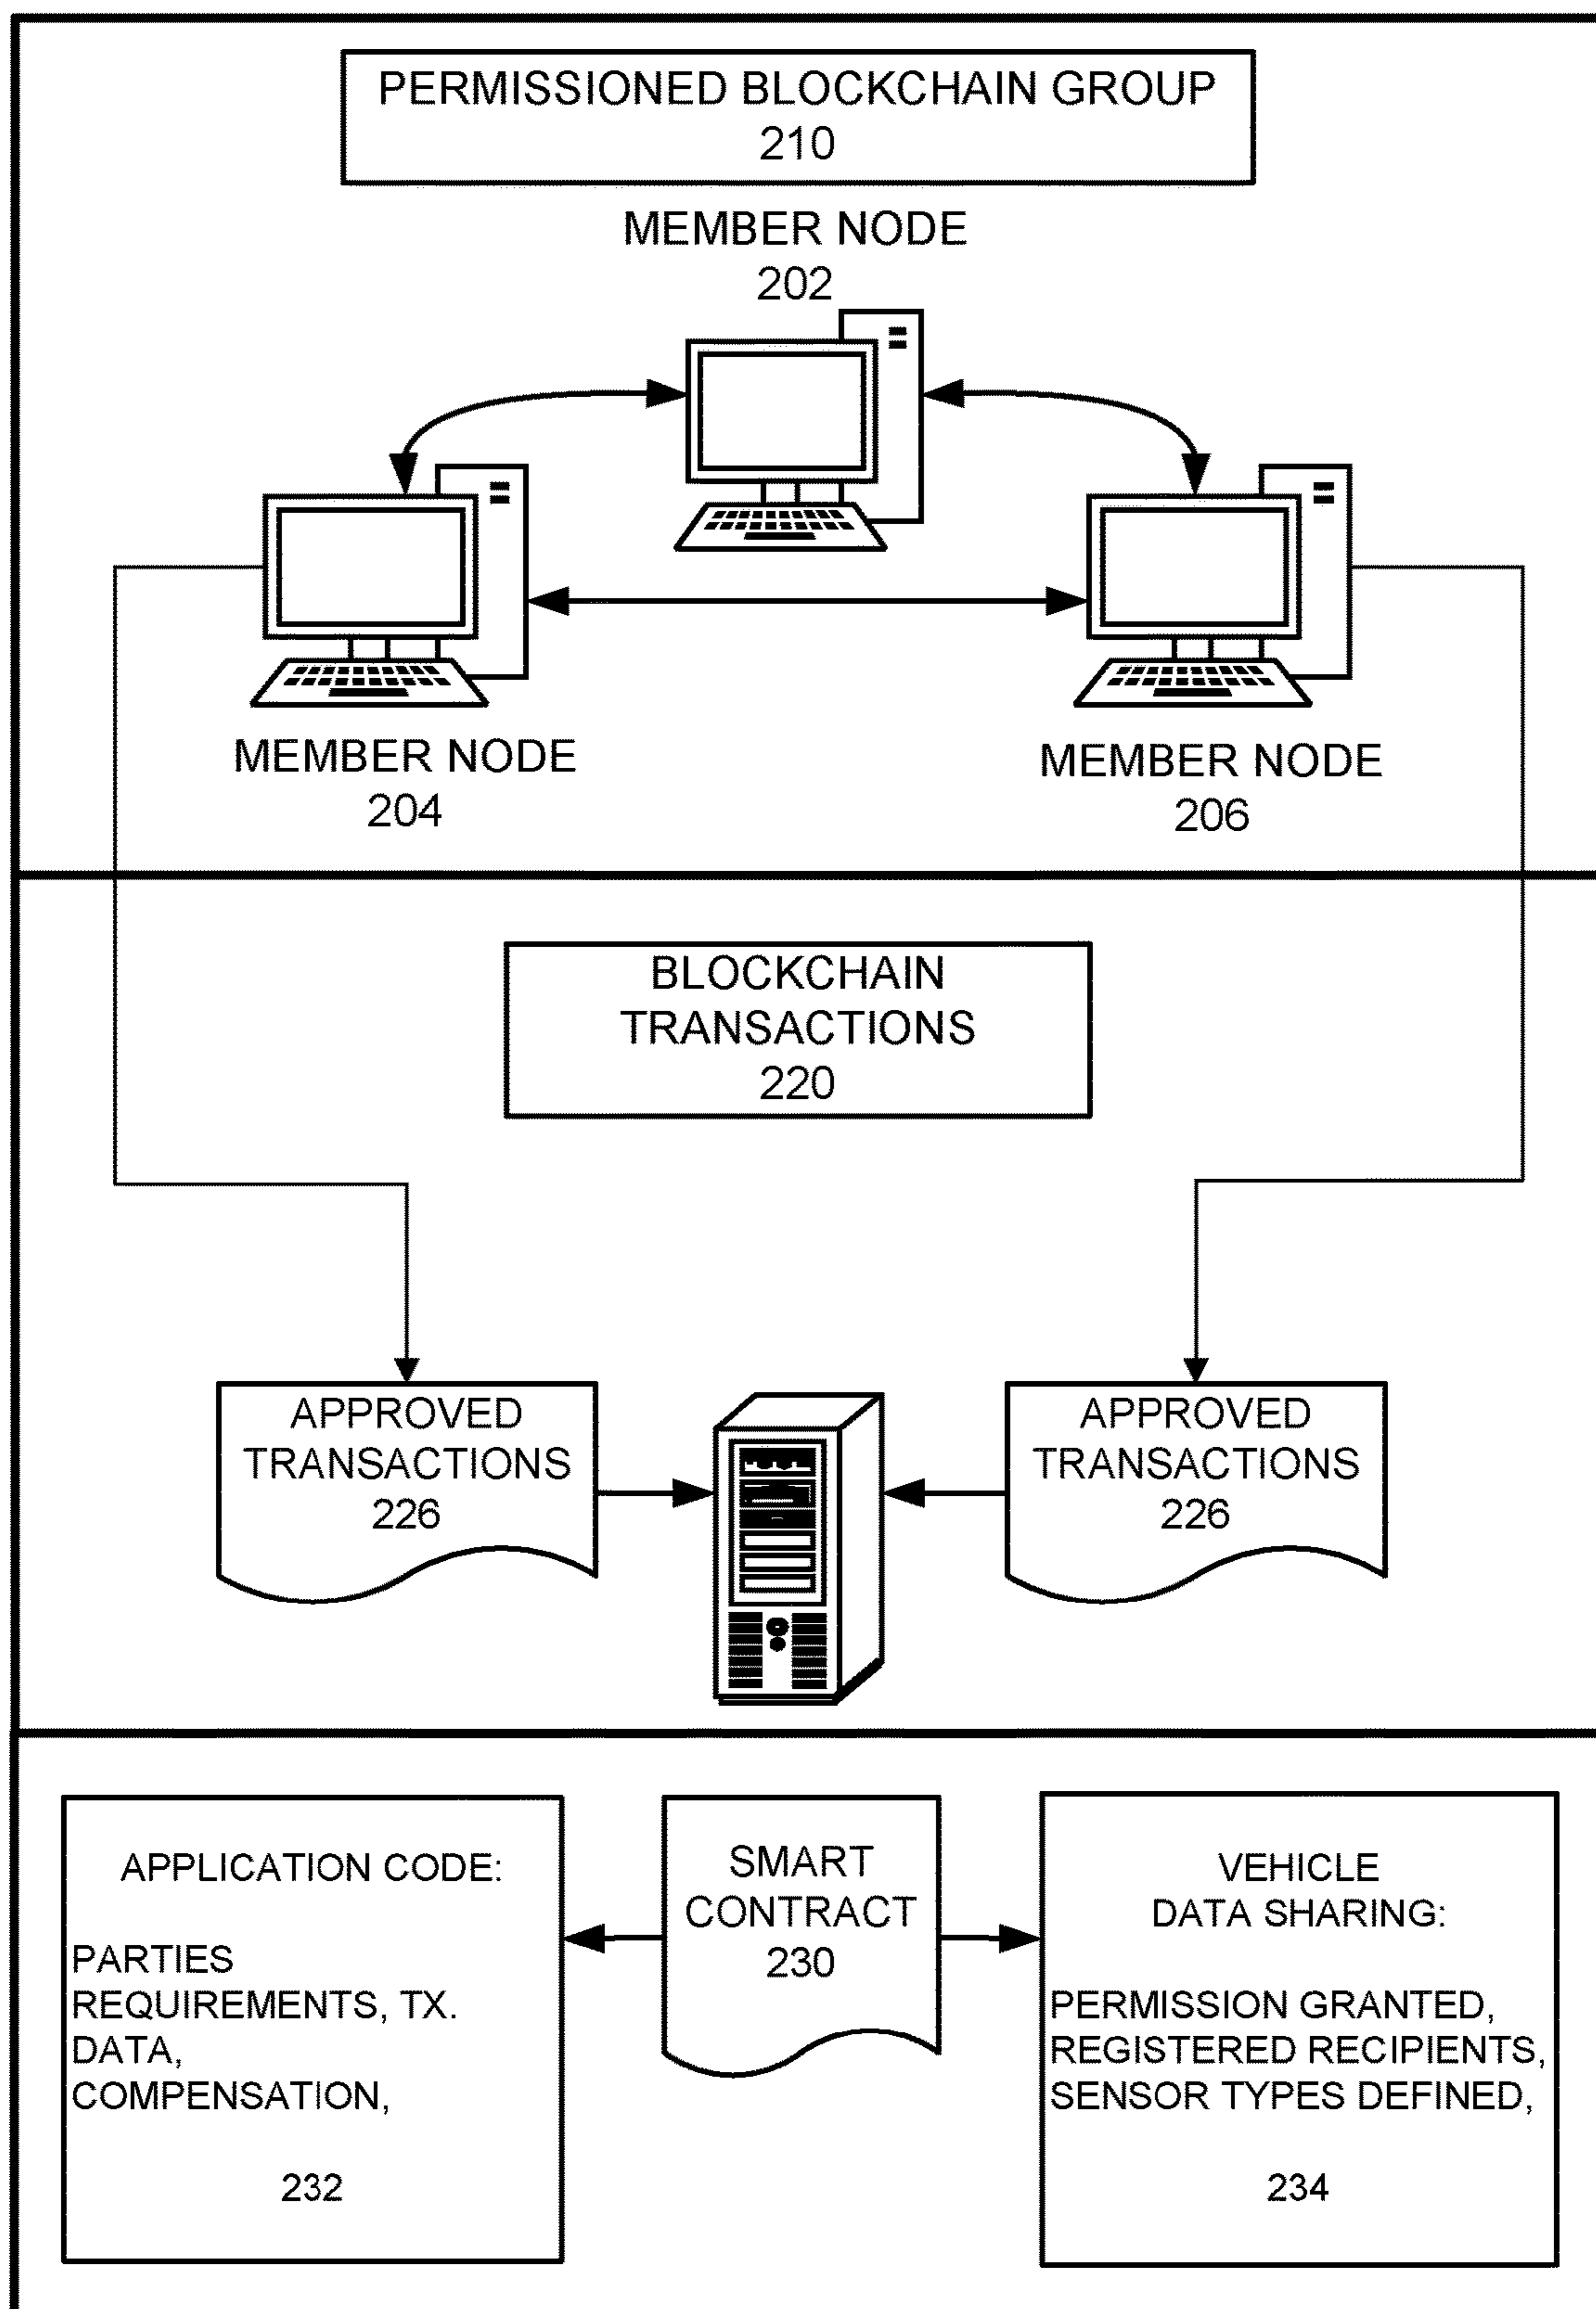 PERMISSIONED BLOCKCHAIN GROUP
210
MEMBER NODE
202
MEMBER NODE
204
MEMBER NODE
206
BLOCKCHAIN
TRANSACTIONS
220
APPROVED
TRANSACTIONS
226
APPROVED
TRANSACTIONS
226
APPLICATION CODE:
PARTIES
REQUIREMENTS, TX.
DATA,
COMPENSATION,
232
SMART
CONTRACT
230
VEHICLE
DATA SHARING:
PERMISSION GRANTED,
REGISTERED RECIPIENTS,
SENSOR TYPES DEFINED,
234